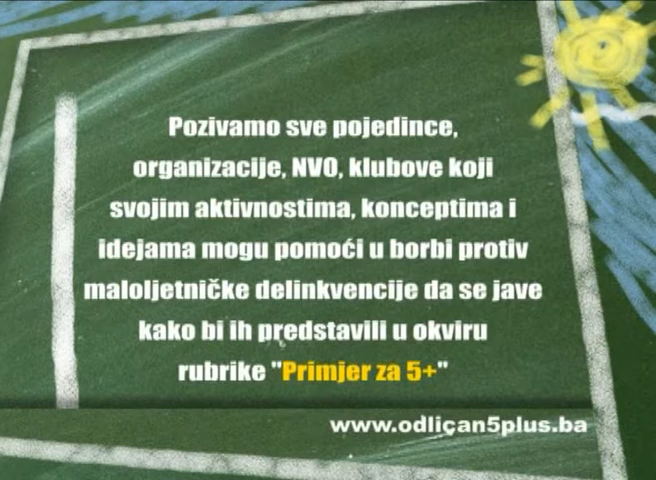 Pozivamo sve pojedince,
organizacije, NVO, klubove koji
svojim aktivnostima, konceptima i
idejama mogu pomoći u borbi protiv
maloljetničke delinkvencije da se jave
kako bi ih predstavili u okviru
rubrike "Primjer za 5+"
www.odliçan5plus.ba